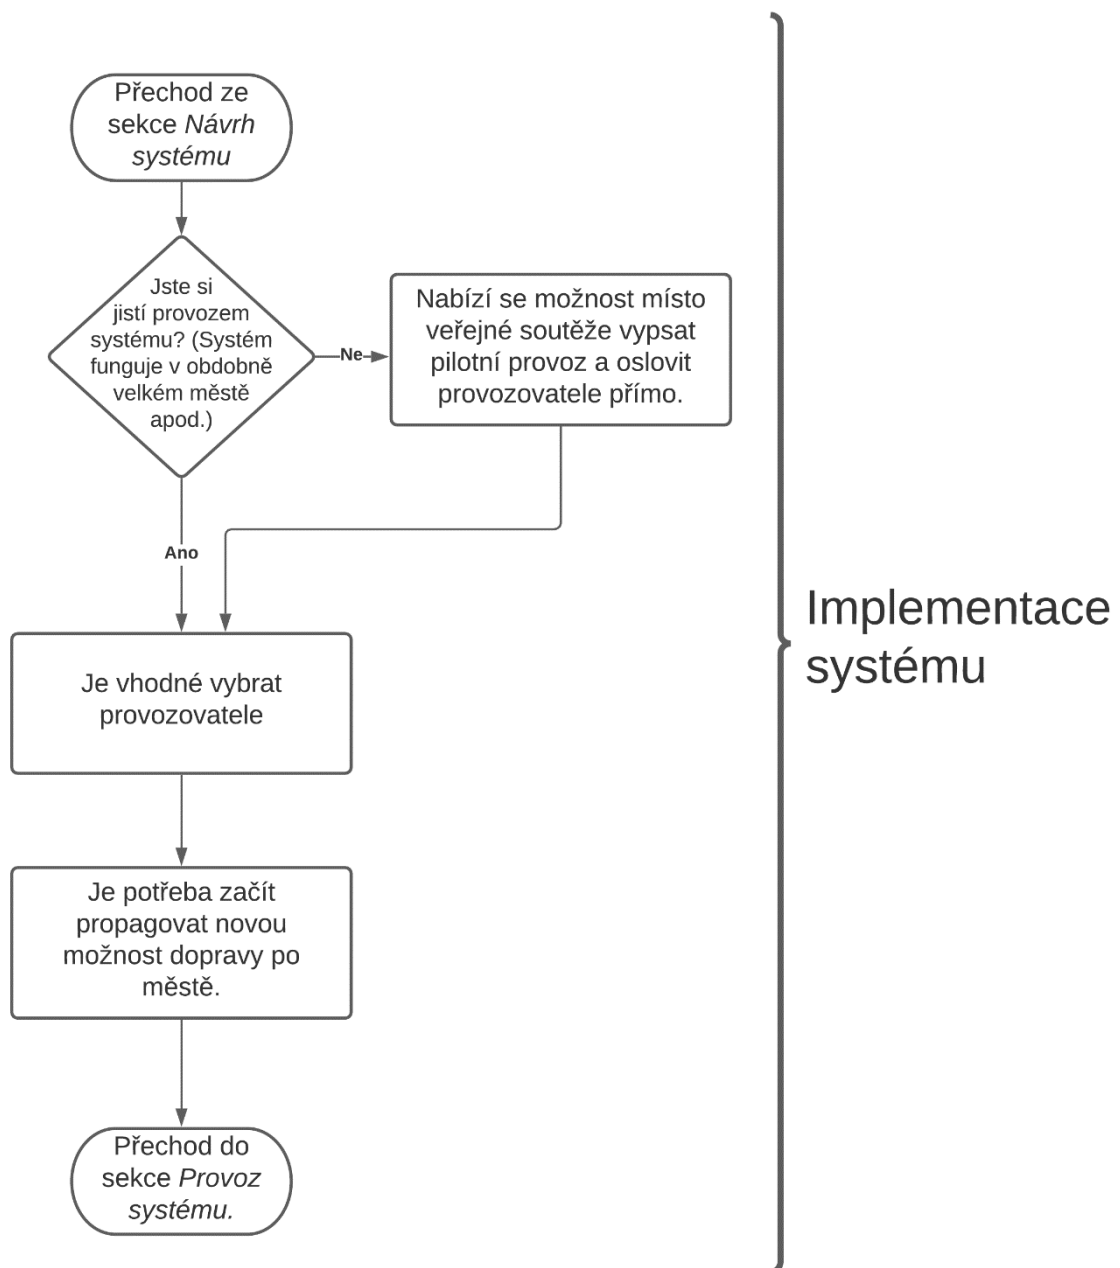 Přechod ze
sekce Návrh
systému
Jste si
jistí provozem
systému? (Systém
funguje v obdobně
velkém městě
apod.)
Ne
Nabízí se možnost místo
veřejné soutěže vypsat
pilotní provoz a oslovit
provozovatele přímo.
Ano
Je vhodné vybrat
provozovatele
Je potřeba začít
propagovat novou
možnost dopravy po
městě.
Přechod do
sekce Provoz
systému.
Implementace
systému